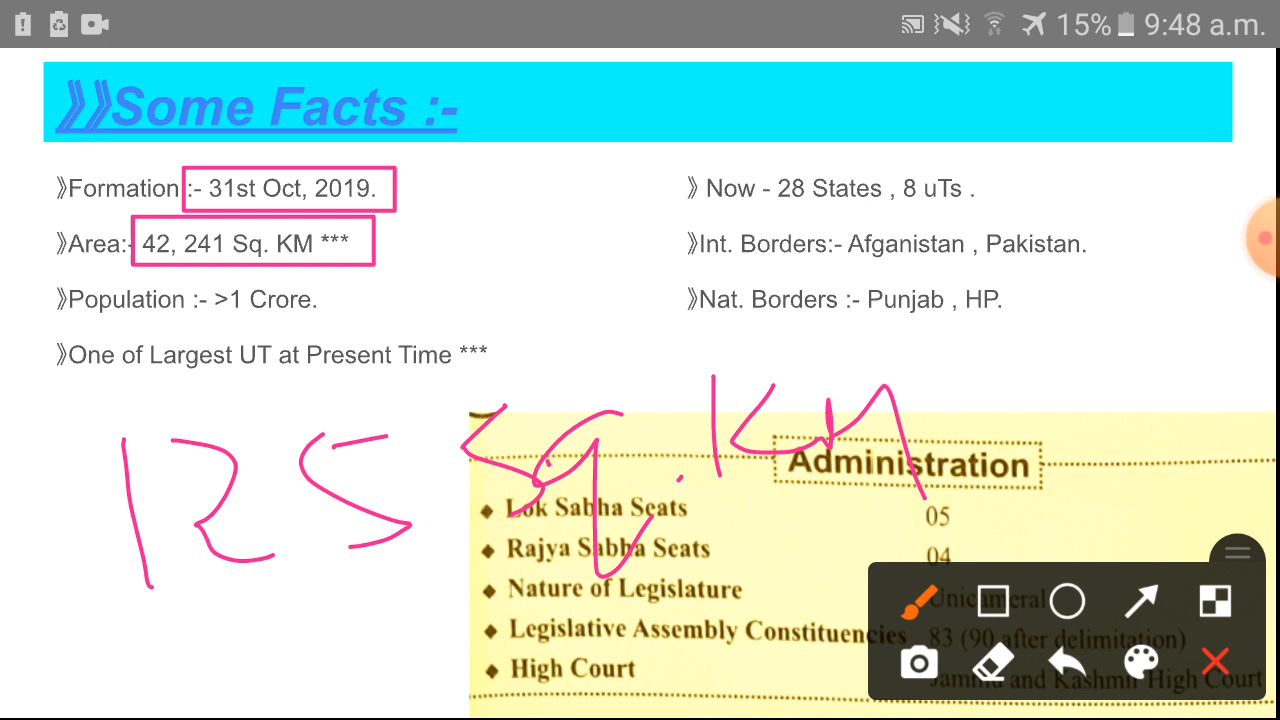 15% 9:48 a.m.
》》Some Facts :-
》Formation :- 31st Oct, 2019.
》Area:- 42, 241 Sq. KM ***
》Population :- >1 Crore.
》One of Largest UT at Present Time ***
》 Now - 28 States , 8 uTs .
》Int. Borders:- Afganistan , Pakistan.
》Nat. Borders :- Punjab , HP.
125 Sq. KM
Administration
◆ Lok Sabha Seats 05
◆ Rajya Sabha Seats 04
◆ Nature of Legislature Unicameral
◆ Legislative Assembly Constituencies 83 (90 after delimitation)
◆ High Court Jammu and Kashmir High Court